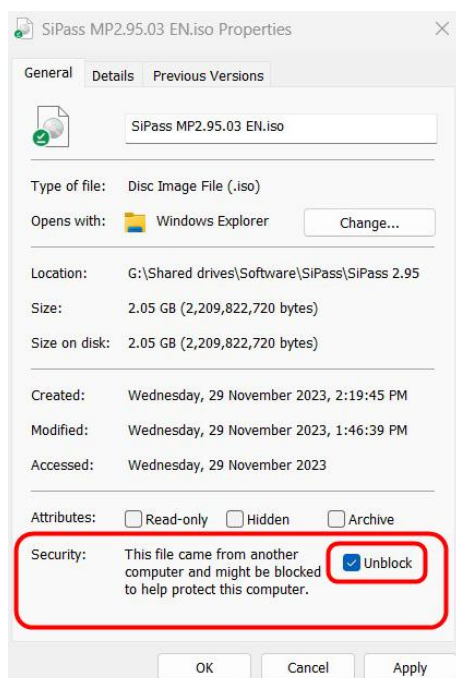 SiPass MP2.95.03 EN.iso Properties
General Details Previous Versions
SiPass MP2.95.03 EN.iso
Type of file: Disc Image File (.iso)
Opens with: Windows Explorer Change...
Location: G:\Shared drives\Software\SiPass\SiPass 2.95
Size: 2.05 GB (2,209,822,720 bytes)
Size on disk: 2.05 GB (2,209,822,720 bytes)
Created: Wednesday, 29 November 2023, 2:19:45 PM
Modified: Wednesday, 29 November 2023, 1:46:39 PM
Accessed: Wednesday, 29 November 2023
Attributes: Read-only Hidden Archive
Security: This file came from another
computer and might be blocked
to help protect this computer.
Unblock
OK Cancel Apply